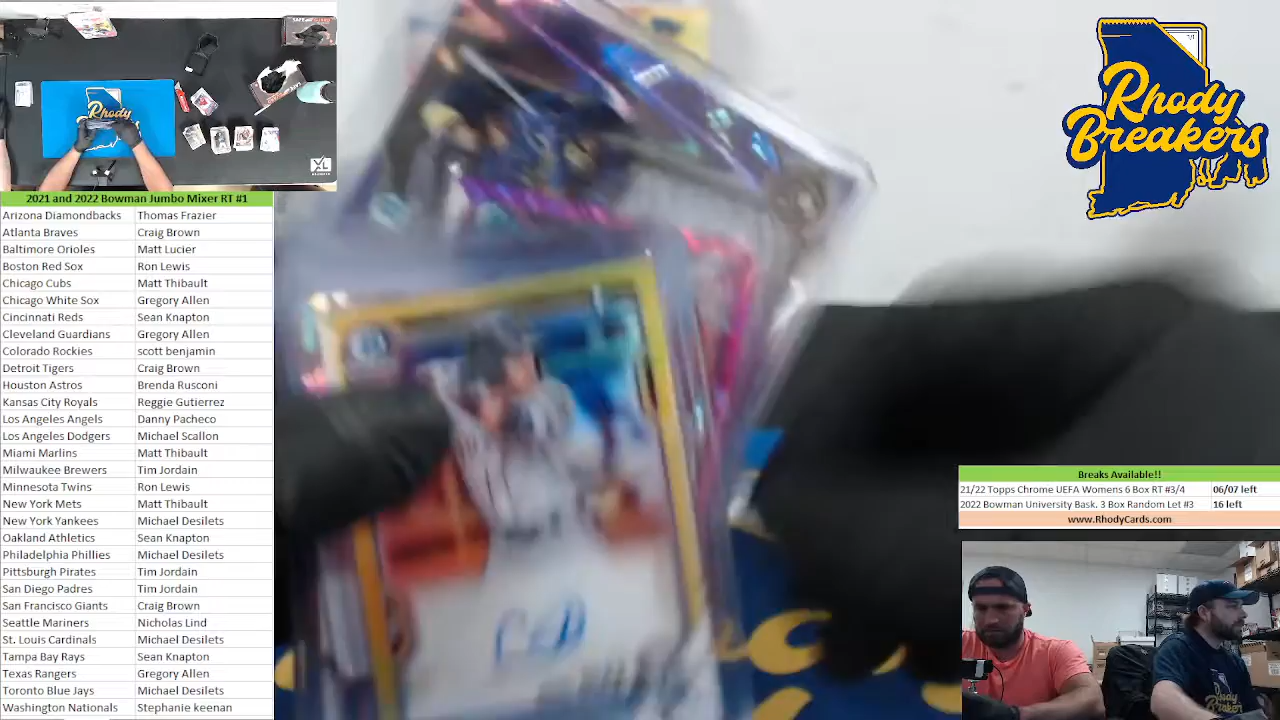 Rhody
XL
Rhody
Breakers
2021 and 2022 Bowman Jumbo Mixer RT #1
Arizona Diamondbacks Thomas Frazier
Atlanta Braves Craig Brown
Baltimore Orioles Matt Lucier
Boston Red Sox Ron Lewis
Chicago Cubs Matt Thibault
Chicago White Sox Gregory Allen
Cincinnati Reds Sean Knapton
Cleveland Guardians Gregory Allen
Colorado Rockies scott benjamin
Detroit Tigers Craig Brown
Houston Astros Brenda Rusconi
Kansas City Royals Reggie Gutierrez
Los Angeles Angels Danny Pacheco
Los Angeles Dodgers Michael Scallon
Miami Marlins Matt Thibault
Milwaukee Brewers Tim Jordain
Minnesota Twins Ron Lewis
New York Mets Matt Thibault
New York Yankees Michael Desilets
Oakland Athletics Sean Knapton
Philadelphia Phillies Michael Desilets
Pittsburgh Pirates Tim Jordain
San Diego Padres Tim Jordain
San Francisco Giants Craig Brown
Seattle Mariners Nicholas Lind
St. Louis Cardinals Michael Desilets
Tampa Bay Rays Sean Knapton
Texas Rangers Gregory Allen
Toronto Blue Jays Michael Desilets
Washington Nationals Stephanie keenan
Breaks Available!!
21/22 Topps Chrome UEFA Womens 6 Box RT #3/4 06/07 left
2022 Bowman University Bask. 3 Box Random Let #3 16 left
www.RhodyCards.com
Rhody
Breakers